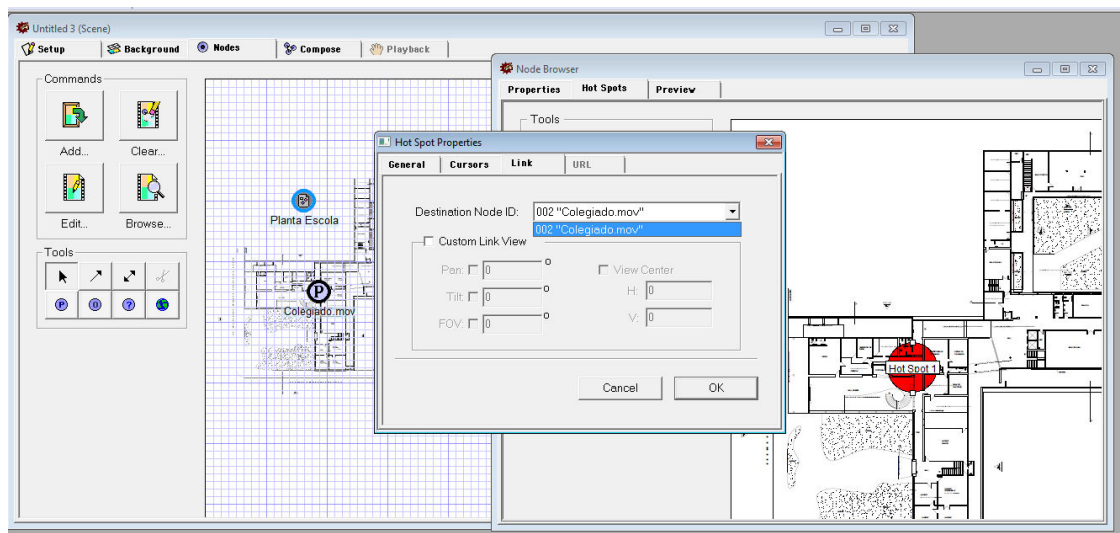 Untitled 3 (Scene)
Setup
Background
Nodes
Compose
Playback
Commands
Add...
Clear...
Edit...
Browse...
Tools
P
?
Planta Escola
P
Colegiado.mov
Node Browser
Properties
Hot Spots
Preview
Tools
Hot Spot 1
Hot Spot Properties
General
Cursors
Link
URL
Destination Node ID:
002 "Colegiado.mov"
002 "Colegiado.mov"
Custom Link View
Pan:
0
o
View Center
Tilt:
0
o
H:
0
FOV:
0
o
V:
0
Cancel
OK